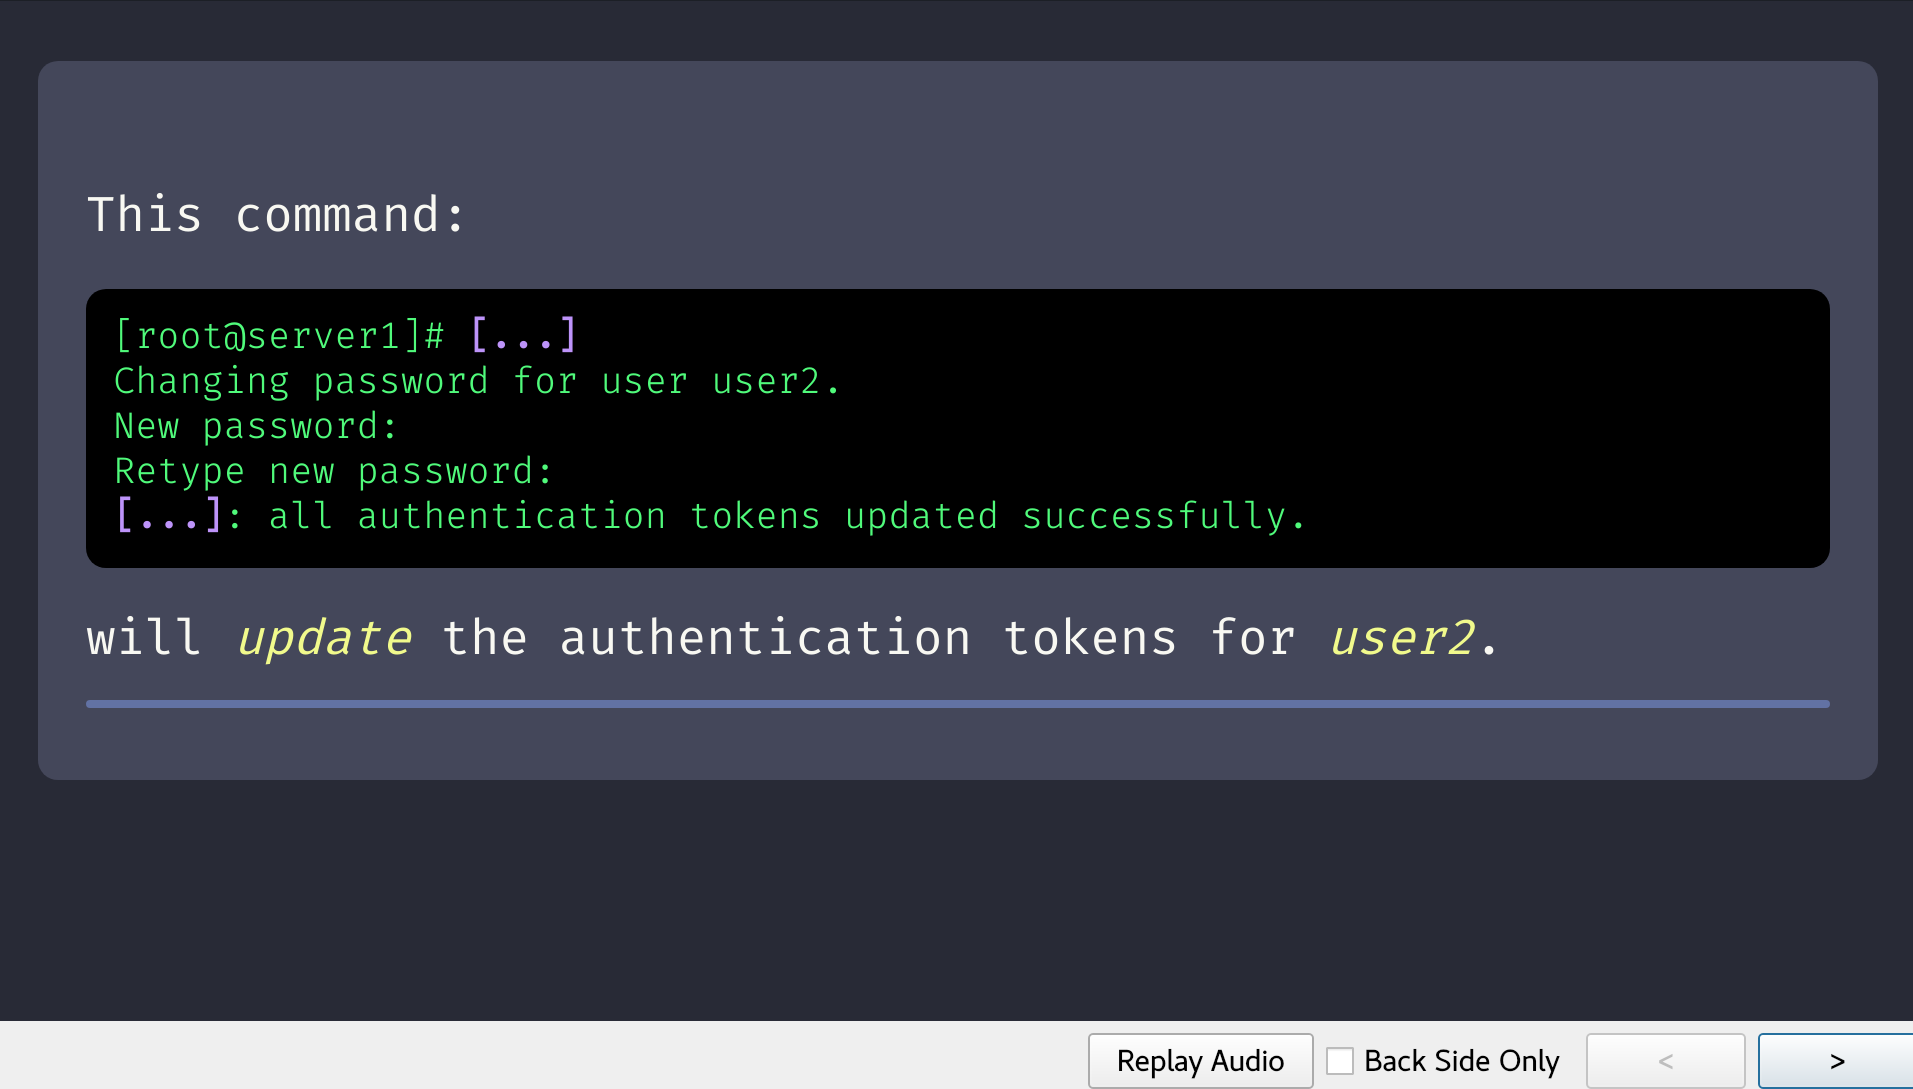 This command:
[root@server1]# [...]
Changing password for user user2.
New password:
Retype new password:
[...]: all authentication tokens updated successfully.
will update the authentication tokens for user2.
Replay Audio Back Side Only < >